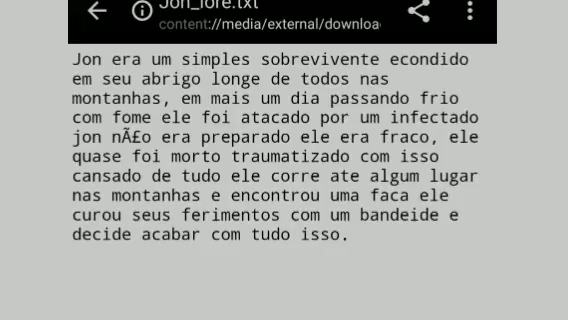 Jon_lore.txt
content://media/external/downloa
Jon era um simples sobrevivente econdido
em seu abrigo longe de todos nas
montanhas, em mais um dia passando frio
com fome ele foi atacado por um infectado
jon nÃ£o era preparado ele era fraco, ele
quase foi morto traumatizado com isso
cansado de tudo ele corre ate algum lugar
nas montanhas e encontrou uma faca ele
curou seus ferimentos com um bandeide e
decide acabar com tudo isso.